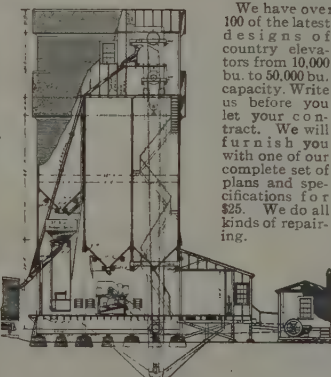 We have over
100 of the latest
designs of
country eleva-
tors from 10,000
bu. to 50,000 bu.
capacity. Write
us before you
let your con-
tract. We will
furnish you
with one of our
complete set of
plans and spe-
cifications for
$25. We do all
kinds of repair-
ing.